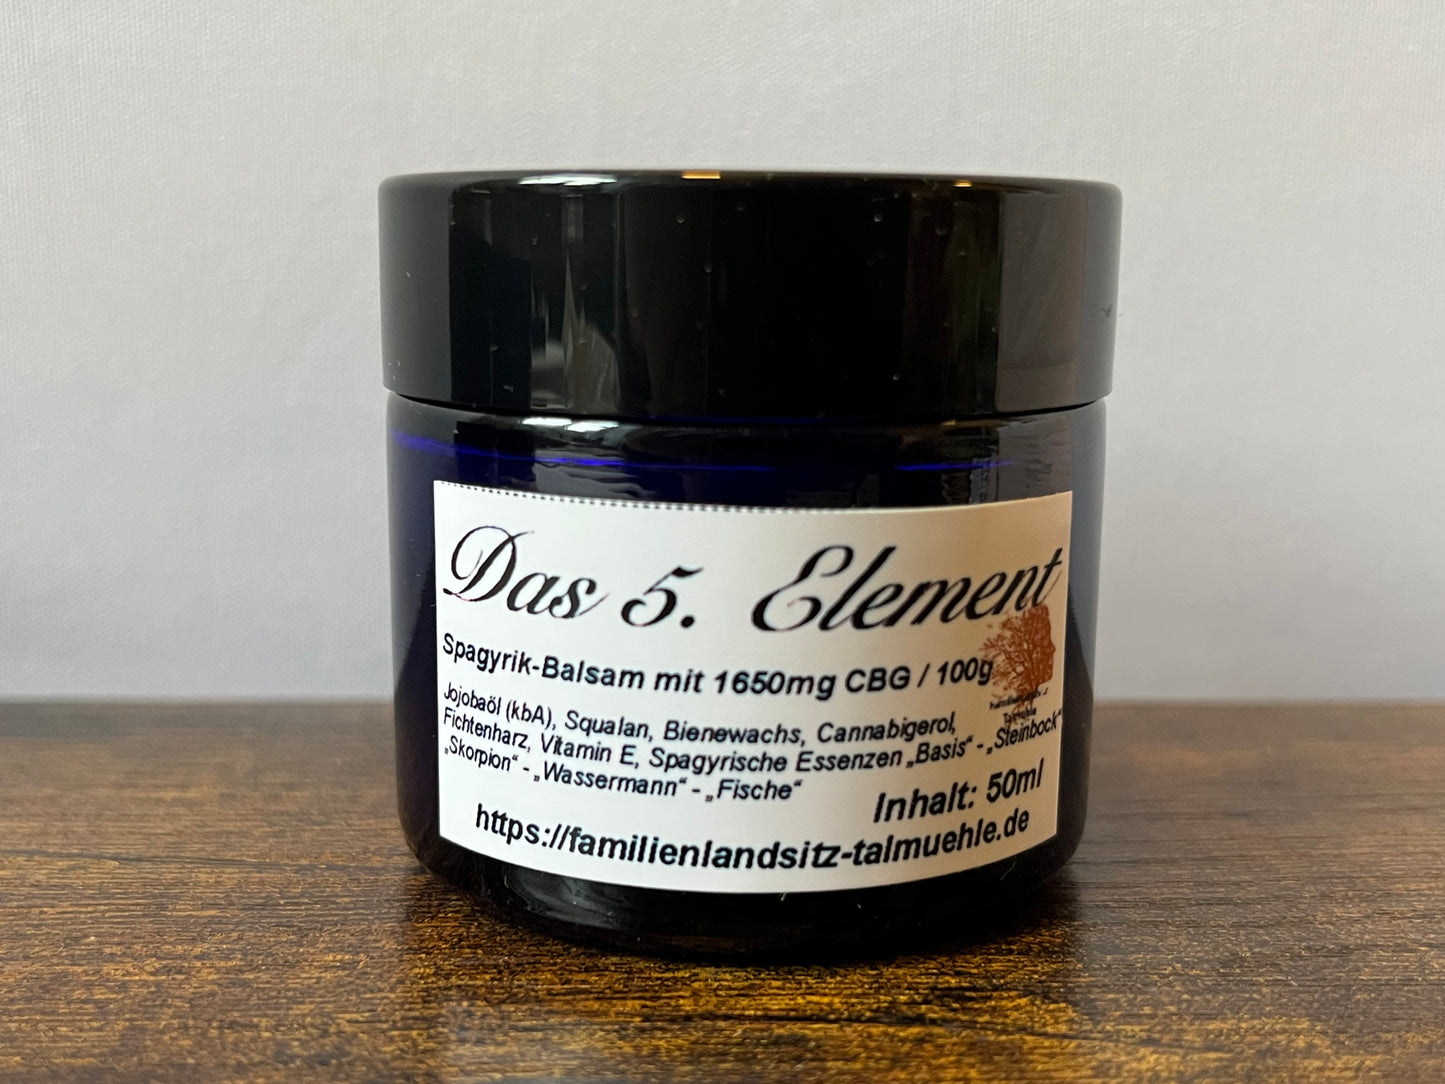 Das 5. Element
Spagyrik-Balsam mit 1650mg CBG / 100g
Jojobaöl (kbA), Squalan, Bienewachs, Cannabigerol,
Fichtenharz, Vitamin E, Spagyrische Essenzen „Basis“ - „Steinbock“
„Skorpion“ - „Wassermann“ - „Fische“
Inhalt: 50ml
https://familienlandsitz-talmuehle.de